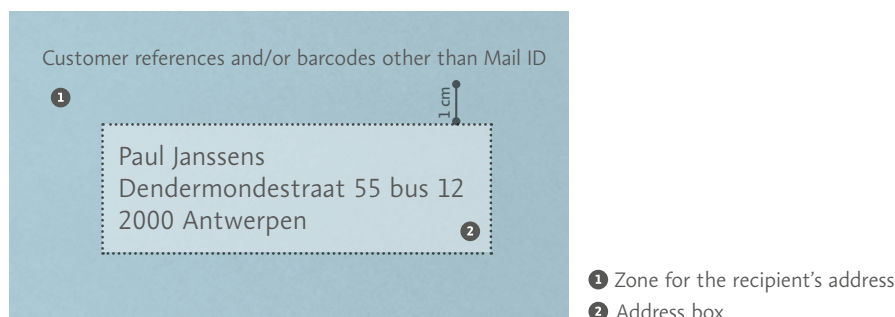 Customer references and/or barcodes other than Mail ID
1
1 cm
Paul Janssens
Dendermondestraat 55 bus 12
2000 Antwerpen
2
1 Zone for the recipient's address
2 Address box